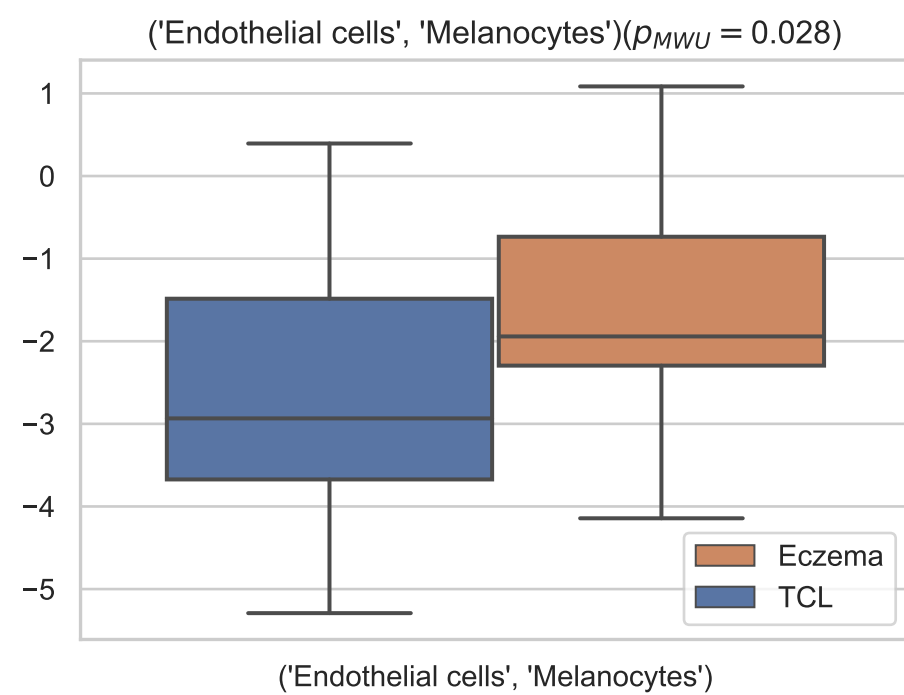 ('Endothelial cells', 'Melanocytes')(p_MWU = 0.028)
1
0
−1
−2
−3
−4
−5
Eczema
TCL
('Endothelial cells', 'Melanocytes')